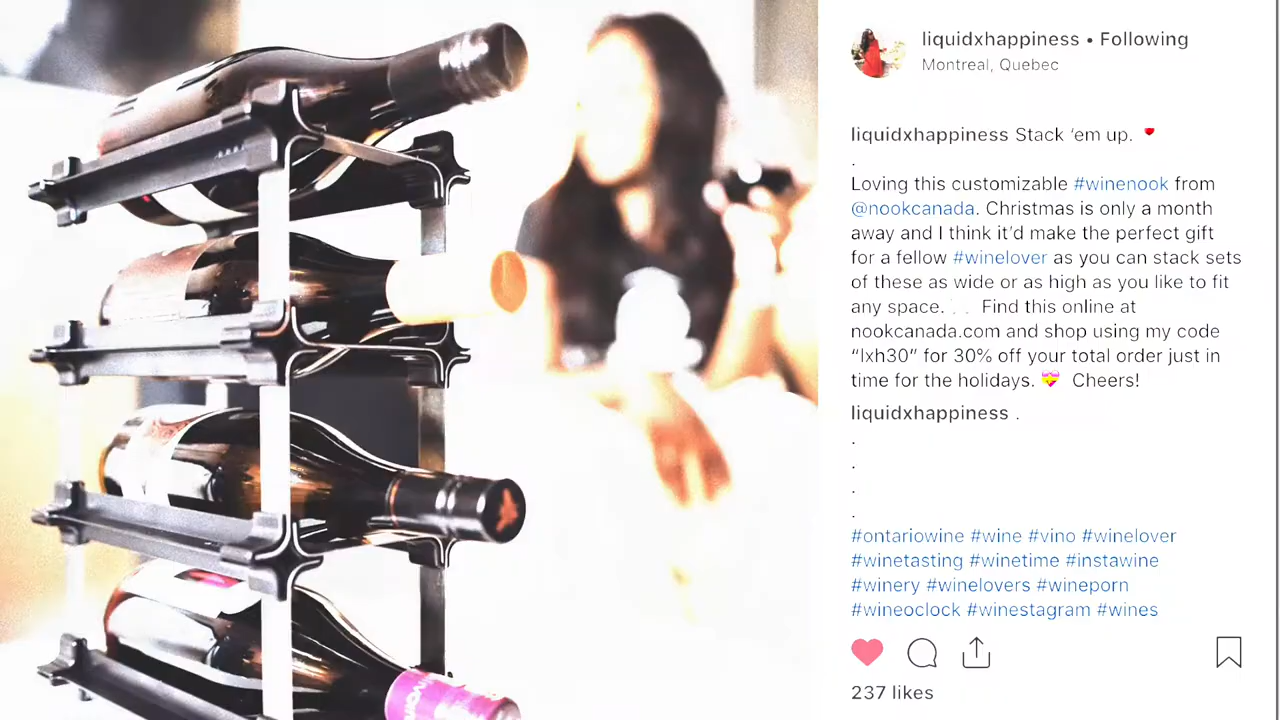 liquidxhappiness • Following
Montreal, Quebec
liquidxhappiness Stack ‘em up.
.
Loving this customizable #winenook from
@nookcanada. Christmas is only a month
away and I think it’d make the perfect gift
for a fellow #winelover as you can stack sets
of these as wide or as high as you like to fit
any space. . . Find this online at
nookcanada.com and shop using my code
“lxh30” for 30% off your total order just in
time for the holidays. Cheers!
liquidxhappiness .
.
.
.
.
#ontariowine #wine #vino #winelover
#winetasting #winetime #instawine
#winery #winelovers #wineporn
#wineoclock #winestagram #wines
237 likes